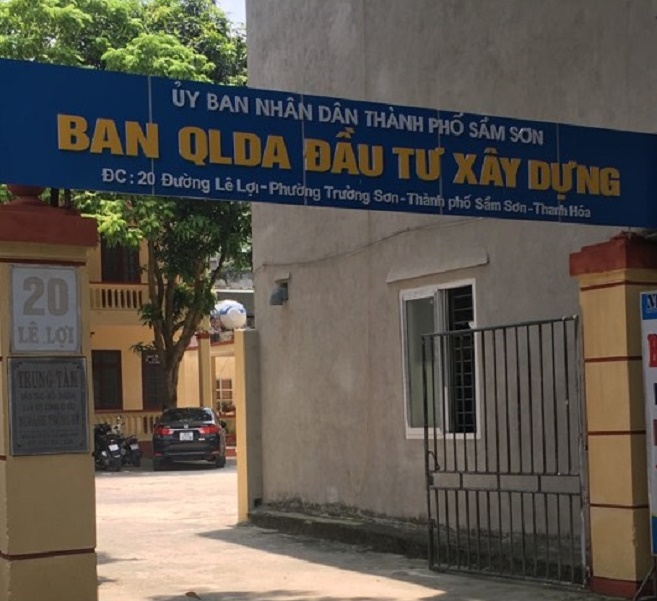 ỦY BAN NHÂN DÂN THÀNH PHỐ SẦM SƠN
BAN QLDA ĐẦU TƯ XÂY DỰNG
ĐC : 20 Đường Lê Lợi - Phường Trường Sơn - Thành phố Sầm Sơn - Thanh Hóa
20
LÊ LỢI
TRUNG TÂM